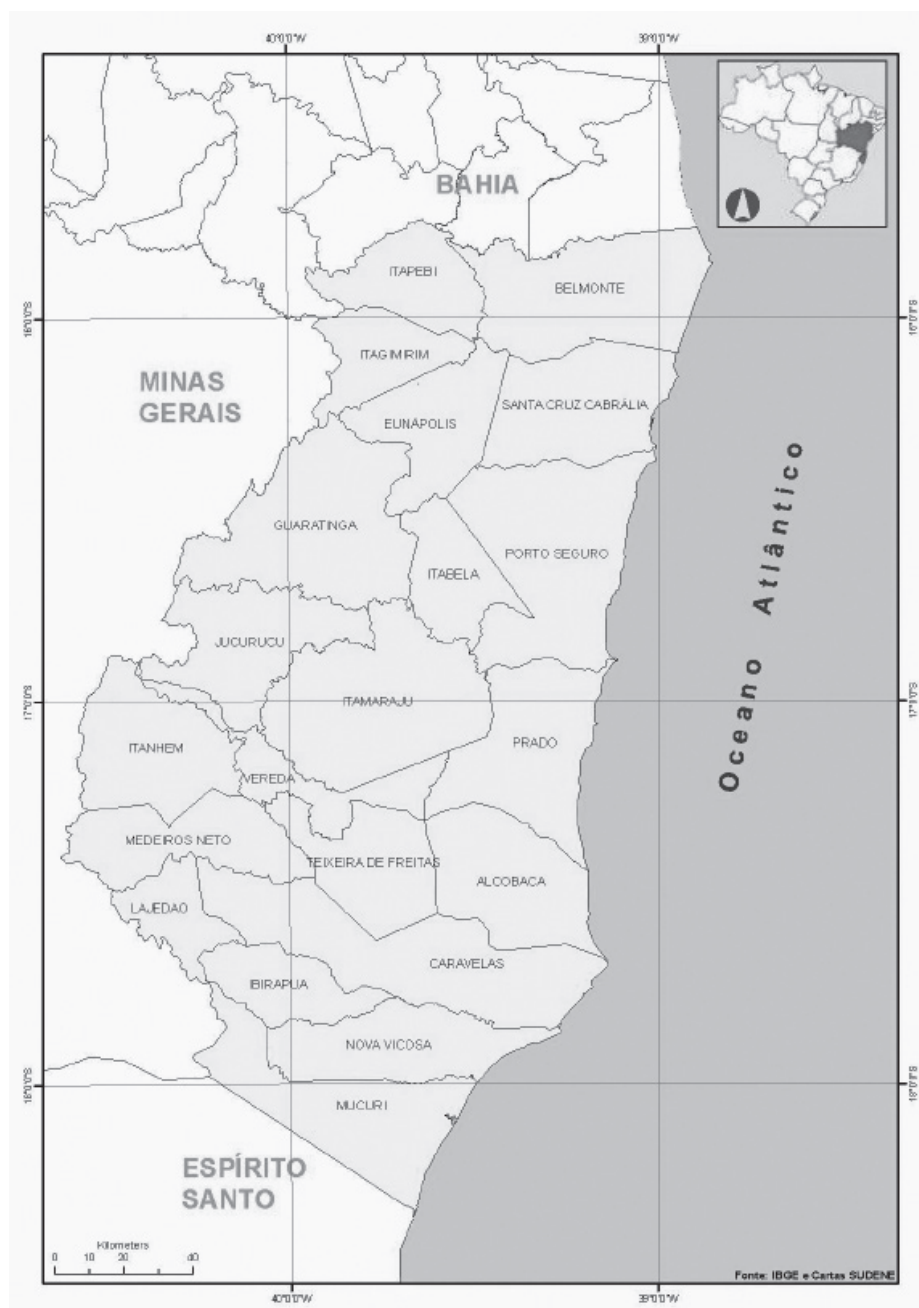 40°0'0"W
39°0'0"W
BAHIA
ITAPEBI
BELMONTE
16°0'0"S
16°0'0"S
ITAGIMIRIM
MINAS
GERAIS
SANTA CRUZ CABRÁLIA
EUNÁPOLIS
Oceano Atlântico
GUARATINGA
PORTO SEGURO
ITABELA
JUCURUCU
ITAMARAJU
17°0'0"S
17°0'0"S
ITANHEM
PRADO
VEREDA
MEDEIROS NETO
TEIXEIRA DE FREITAS
ALCOBACA
LAJEDAO
CARAVELAS
IBIRAPUA
NOVA VICOSA
18°0'0"S
18°0'0"S
MUCURI
ESPÍRITO
SANTO
Kilometers
0 10 20 40
Fonte: IBGE e Cartas SUDENE
40°0'0"W
39°0'0"W